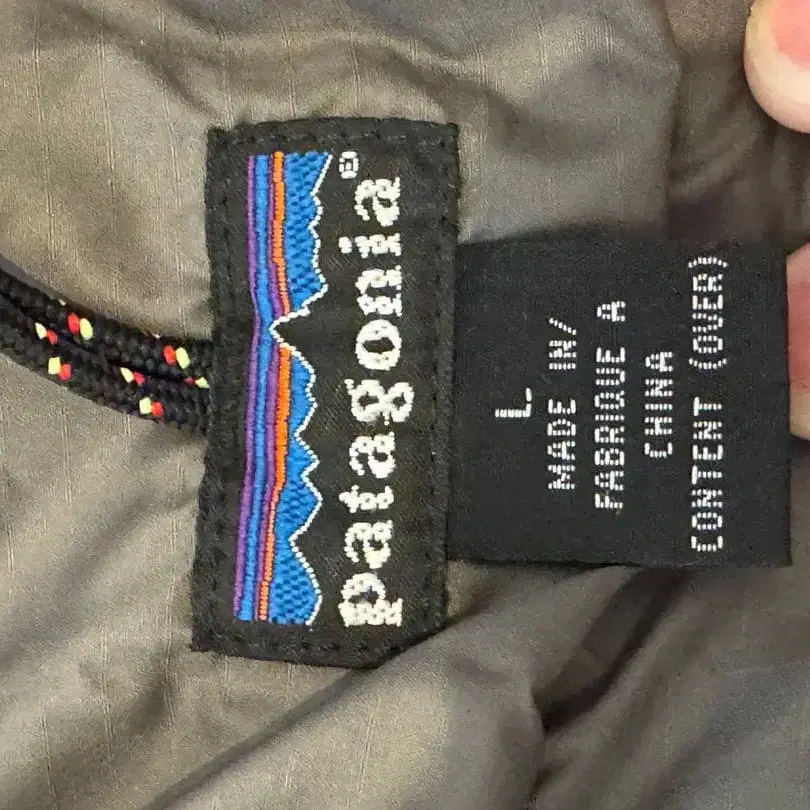 patagonia®
L
MADE IN/
FABRIQUE A
CHINA
CONTENT (OVER)